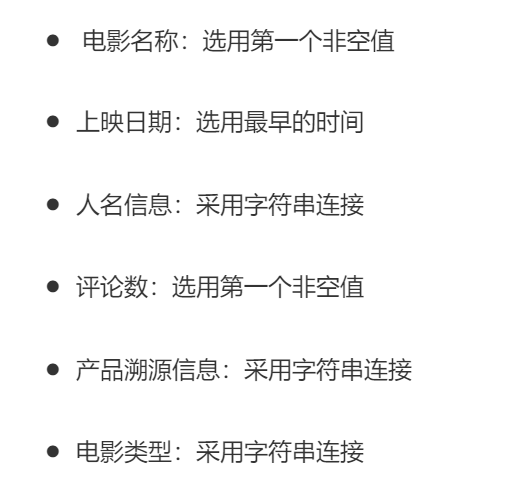 ● 电影名称：选用第一个非空值
● 上映日期：选用最早的时间
● 人名信息：采用字符串连接
● 评论数：选用第一个非空值
● 产品溯源信息：采用字符串连接
● 电影类型：采用字符串连接